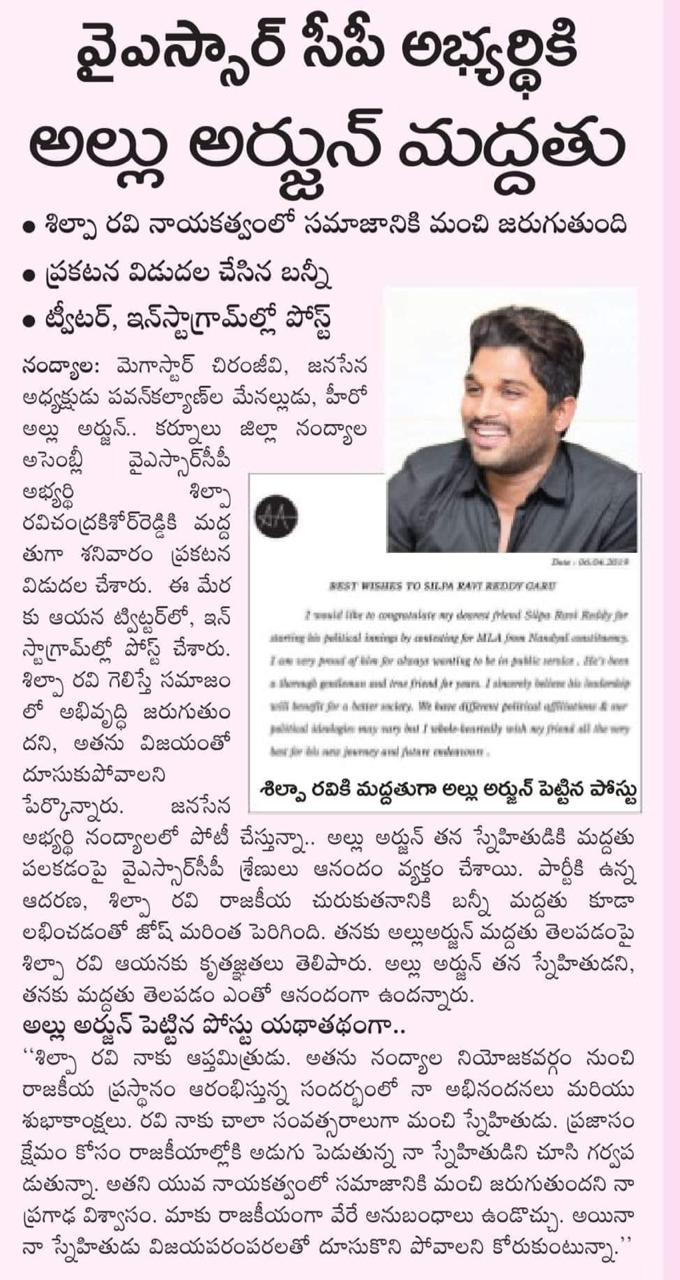 వైఎస్సార్ సీపీ అభ్యర్థికి
అల్లు అర్జున్ మద్దతు
● శిల్పా రవి నాయకత్వంలో సమాజానికి మంచి జరుగుతుంది
● ప్రకటన విడుదల చేసిన బన్నీ
● ట్వీటర్, ఇన్‌స్టాగ్రామ్‌ల్లో పోస్ట్
నంద్యాల: మెగాస్టార్ చిరంజీవి, జనసేన
అధ్యక్షుడు పవన్‌కల్యాణ్‌ల మేనల్లుడు, హీరో
అల్లు అర్జున్.. కర్నూలు జిల్లా నంద్యాల
అసెంబ్లీ వైఎస్సార్‌సీపీ
అభ్యర్థి శిల్పా
రవిచంద్రకిశోర్‌రెడ్డికి మద్ద
తుగా శనివారం ప్రకటన
విడుదల చేశారు. ఈ మేర
కు ఆయన ట్విట్టర్‌లో, ఇన్
స్టాగ్రామ్‌ల్లో పోస్ట్ చేశారు.
శిల్పా రవి గెలిస్తే సమాజం
లో అభివృద్ధి జరుగుతుం
దని, అతను విజయంతో
దూసుకుపోవాలని
పేర్కొన్నారు. జనసేన
అభ్యర్థి నంద్యాలలో పోటీ చేస్తున్నా.. అల్లు అర్జున్ తన స్నేహితుడికి మద్దతు
పలకడంపై వైఎస్సార్‌సీపీ శ్రేణులు ఆనందం వ్యక్తం చేశాయి. పార్టీకి ఉన్న
ఆదరణ, శిల్పా రవి రాజకీయ చురుకుతనానికి బన్నీ మద్దతు కూడా
లభించడంతో జోష్ మరింత పెరిగింది. తనకు అల్లుఅర్జున్ మద్దతు తెలపడంపై
శిల్పా రవి ఆయనకు కృతజ్ఞతలు తెలిపారు. అల్లు అర్జున్ తన స్నేహితుడని,
తనకు మద్దతు తెలపడం ఎంతో ఆనందంగా ఉందన్నారు.
AA
Date : 06.04.2019
BEST WISHES TO SILPA RAVI REDDY GARU
I would like to congratulate my dearest friend Silpa Ravi Reddy for
starting his political innings by contesting for MLA from Nandyal constituency.
I am very proud of him for always wanting to be in public service . He's been
a thorough gentleman and true friend for years. I sincerely believe his leadership
will benefit for a better society. We have different political affiliations & our
political ideologies may vary but I whole-heartedly wish my friend all the very
best for his new journey and future endeavours .
శిల్పా రవికి మద్దతుగా అల్లు అర్జున్ పెట్టిన పోస్టు
అల్లు అర్జున్ పెట్టిన పోస్టు యథాతథంగా..
‘‘శిల్పా రవి నాకు ఆప్తమిత్రుడు. అతను నంద్యాల నియోజకవర్గం నుంచి
రాజకీయ ప్రస్థానం ఆరంభిస్తున్న సందర్భంలో నా అభినందనలు మరియు
శుభాకాంక్షలు. రవి నాకు చాలా సంవత్సరాలుగా మంచి స్నేహితుడు. ప్రజాసం
క్షేమం కోసం రాజకీయాల్లోకి అడుగు పెడుతున్న నా స్నేహితుడిని చూసి గర్వప
డుతున్నా. అతని యువ నాయకత్వంలో సమాజానికి మంచి జరుగుతుందని నా
ప్రగాఢ విశ్వాసం. మాకు రాజకీయంగా వేరే అనుబంధాలు ఉండొచ్చు. అయినా
నా స్నేహితుడు విజయపరంపరలతో దూసుకొని పోవాలని కోరుకుంటున్నా.’’